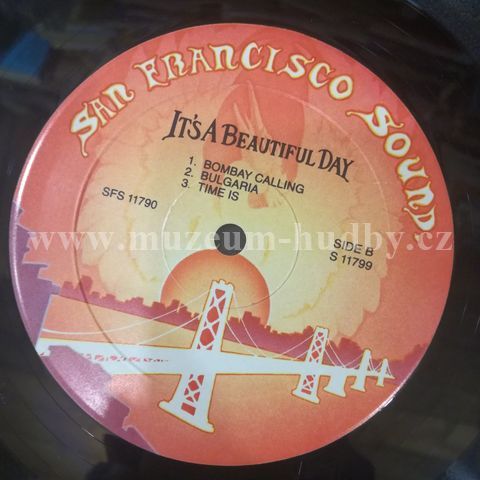 SAN FRANCISCO SOUND
IT'S A BEAUTIFUL DAY
1. BOMBAY CALLING
2. BULGARIA
3. TIME IS
SFS 11790
SIDE B
S 11799
www.muzeum-hudby.cz